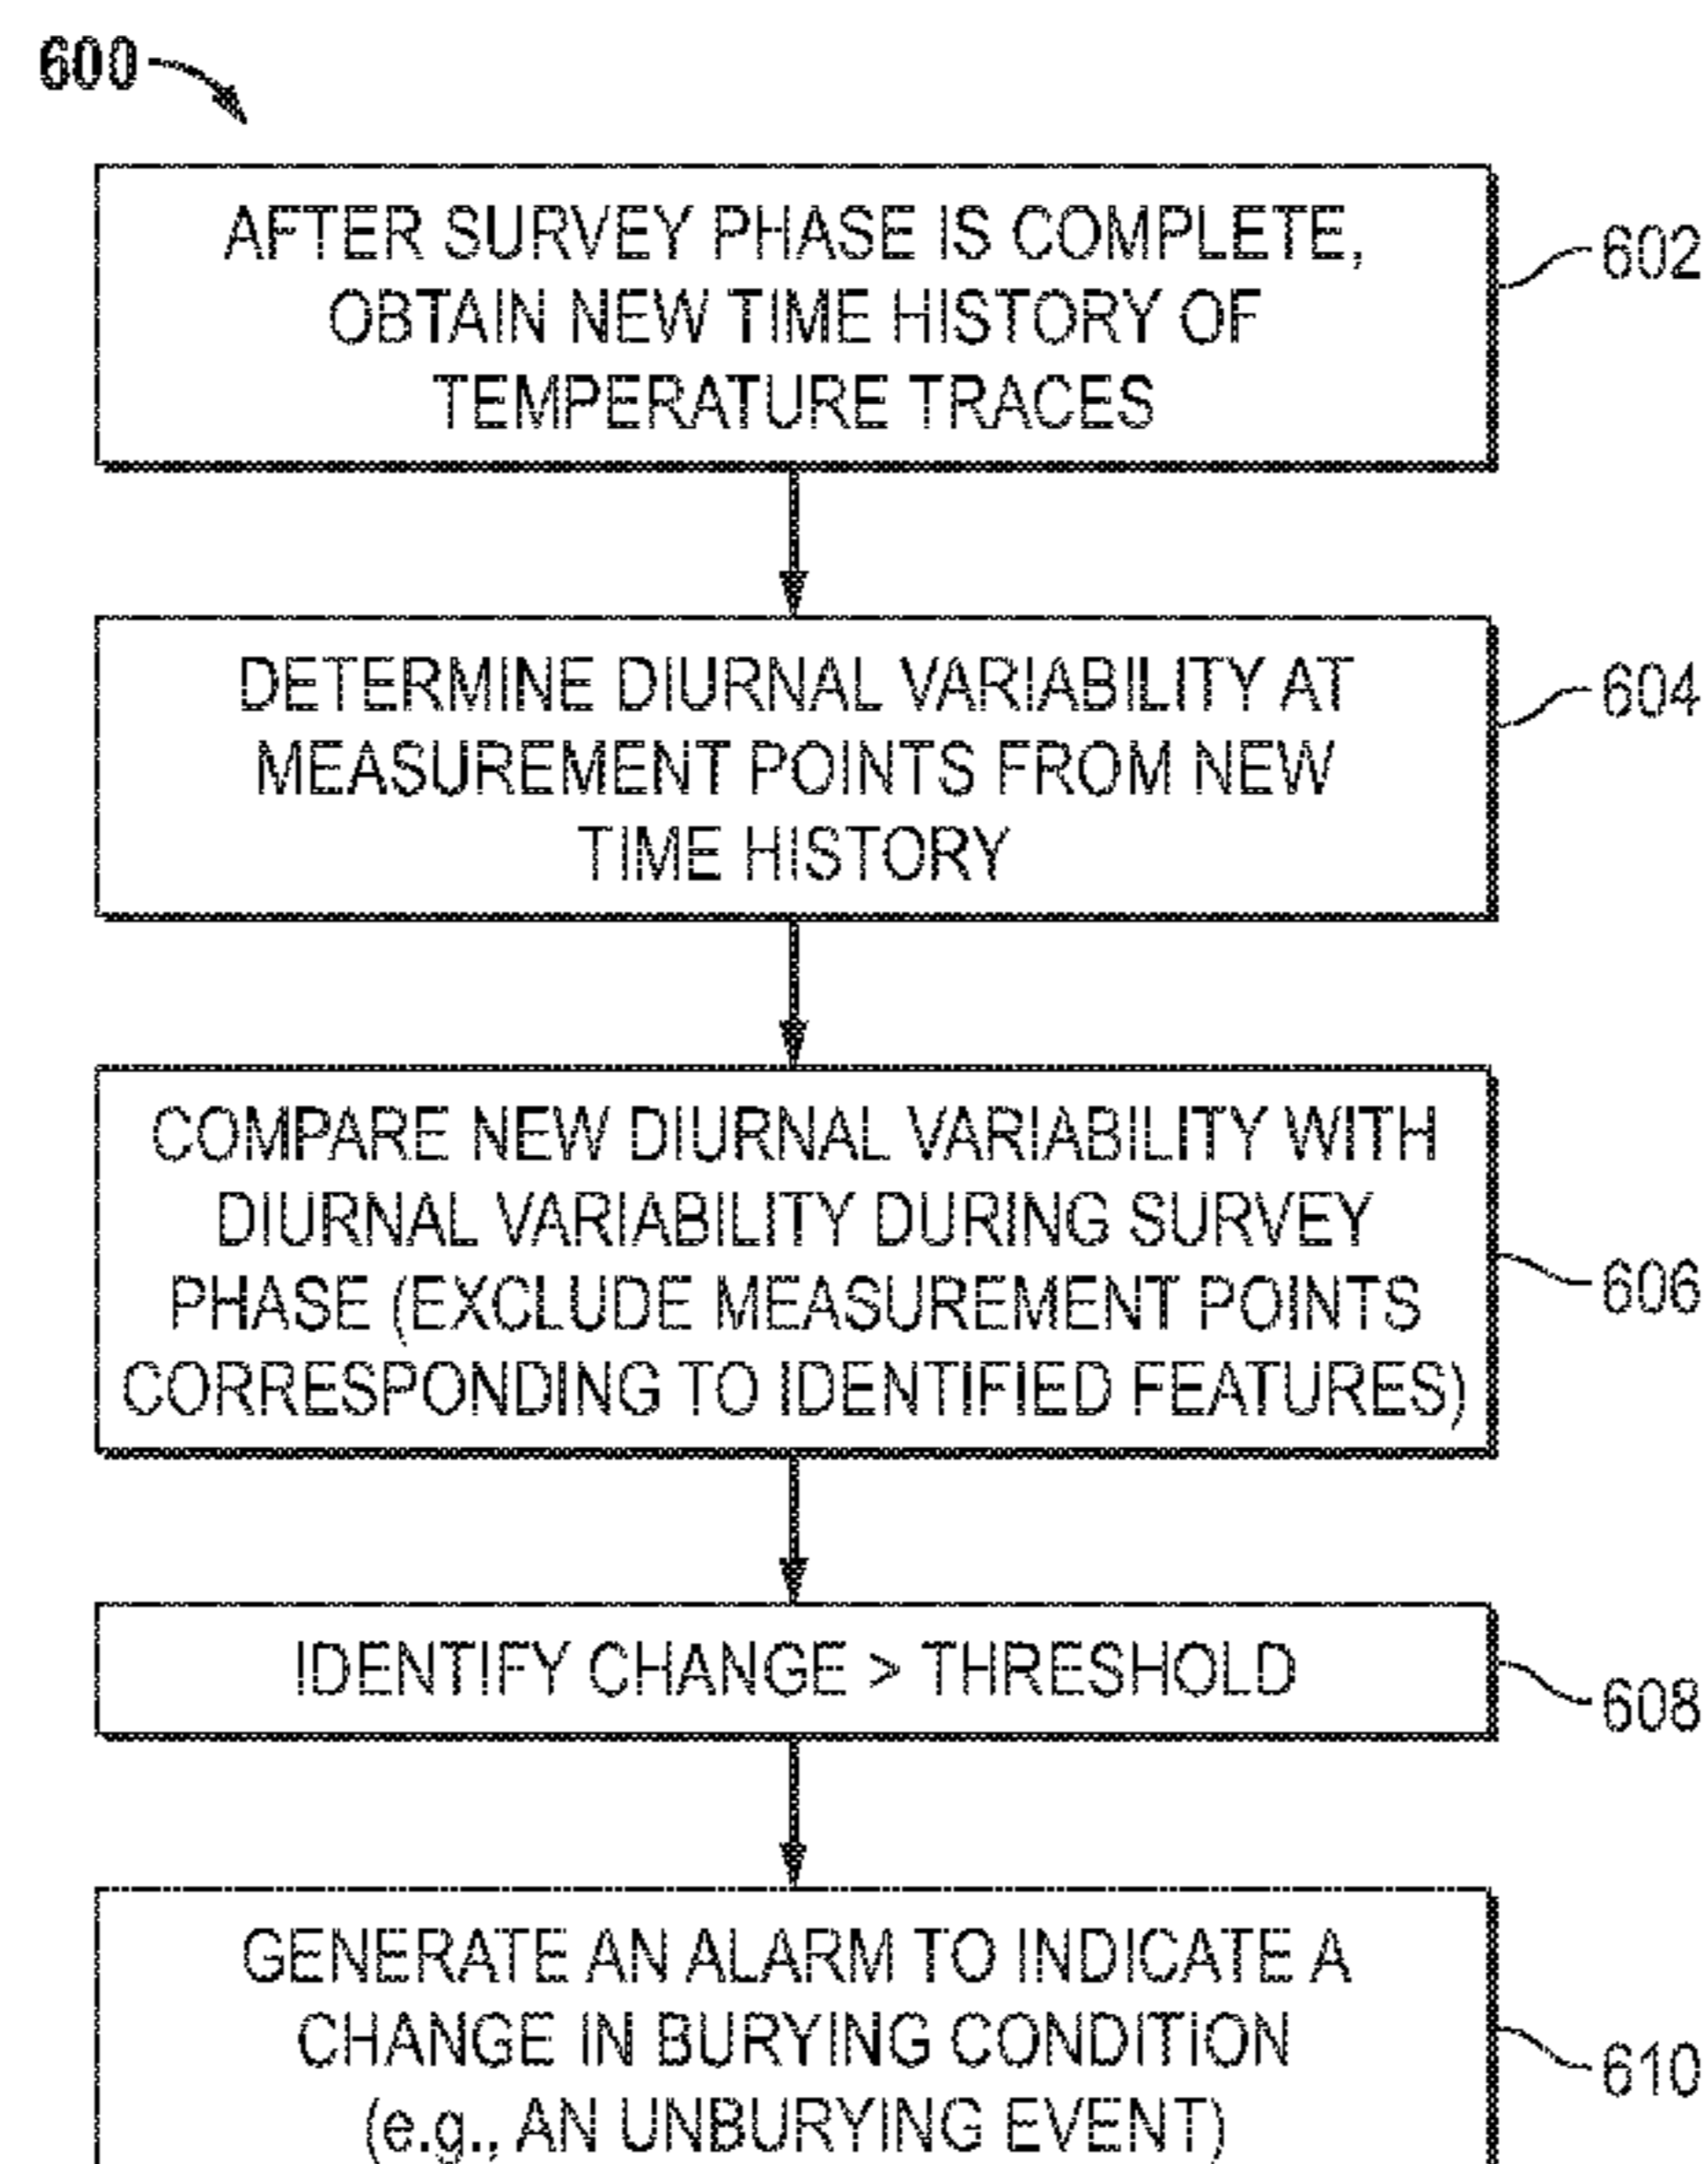 600
AFTER SURVEY PHASE IS COMPLETE,
OBTAIN NEW TIME HISTORY OF
TEMPERATURE TRACES
602
DETERMINE DIURNAL VARIABILITY AT
MEASUREMENT POINTS FROM NEW
TIME HISTORY
604
COMPARE NEW DIURNAL VARIABILITY WITH
DIURNAL VARIABILITY DURING SURVEY
PHASE (EXCLUDE MEASUREMENT POINTS
CORRESPONDING TO IDENTIFIED FEATURES)
606
IDENTIFY CHANGE > THRESHOLD
608
GENERATE AN ALARM TO INDICATE A
CHANGE IN BURYING CONDITION
(e.g., AN UNBURYING EVENT)
610